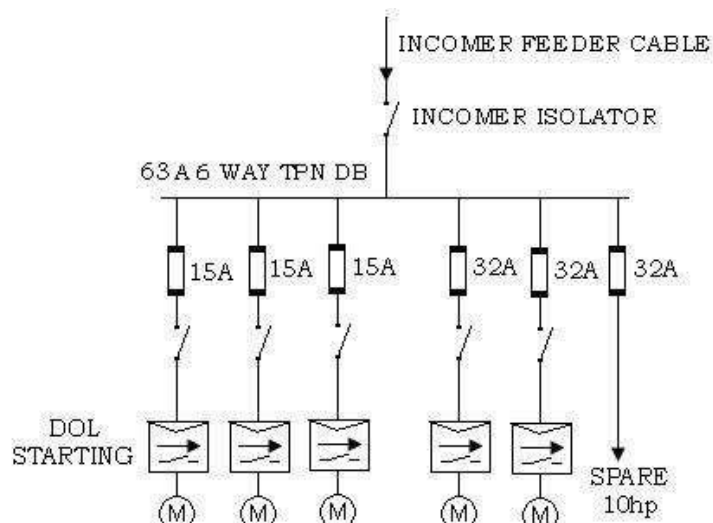 INCOMER FEEDER CABLE
INCOMER ISOLATOR
63A 6 WAY TPN DB
15A 15A 15A 32A 32A 32A
DOL
STARTING
SPARE
10hp
M M M M M